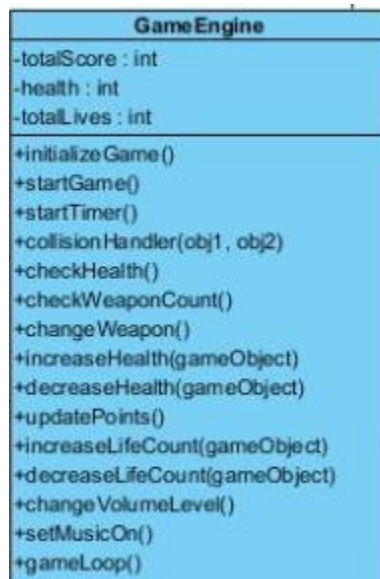 GameEngine
-totalScore : int
-health : int
-totalLives : int
+initializeGame()
+startGame()
+startTimer()
+collisionHandler(obj1, obj2)
+checkHealth()
+checkWeaponCount()
+changeWeapon()
+increaseHealth(gameObject)
+decreaseHealth(gameObject)
+updatePoints()
+increaseLifeCount(gameObject)
+decreaseLifeCount(gameObject)
+changeVolumeLevel()
+setMusicOn()
+gameLoop()